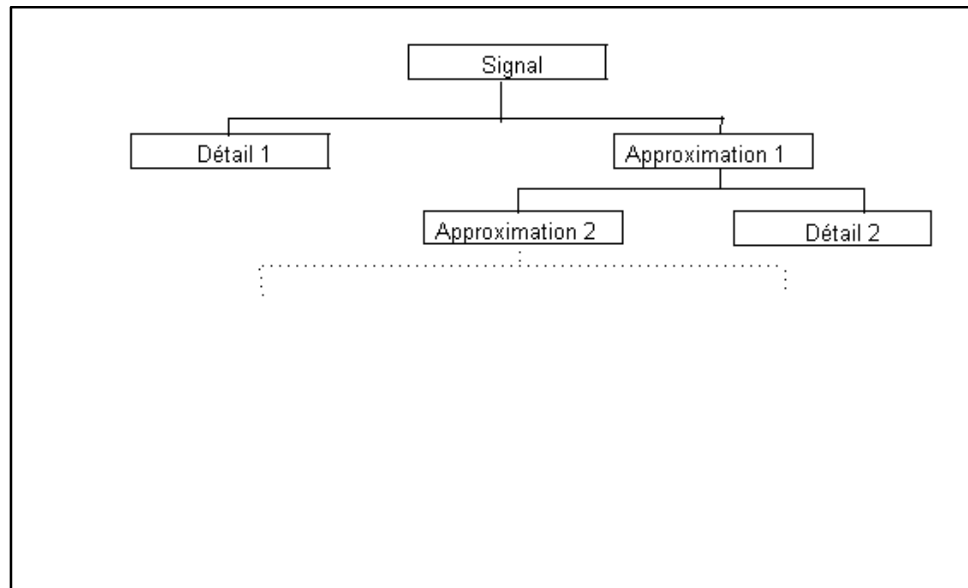 Signal
Détail 1
Approximation 1
Approximation 2
Détail 2